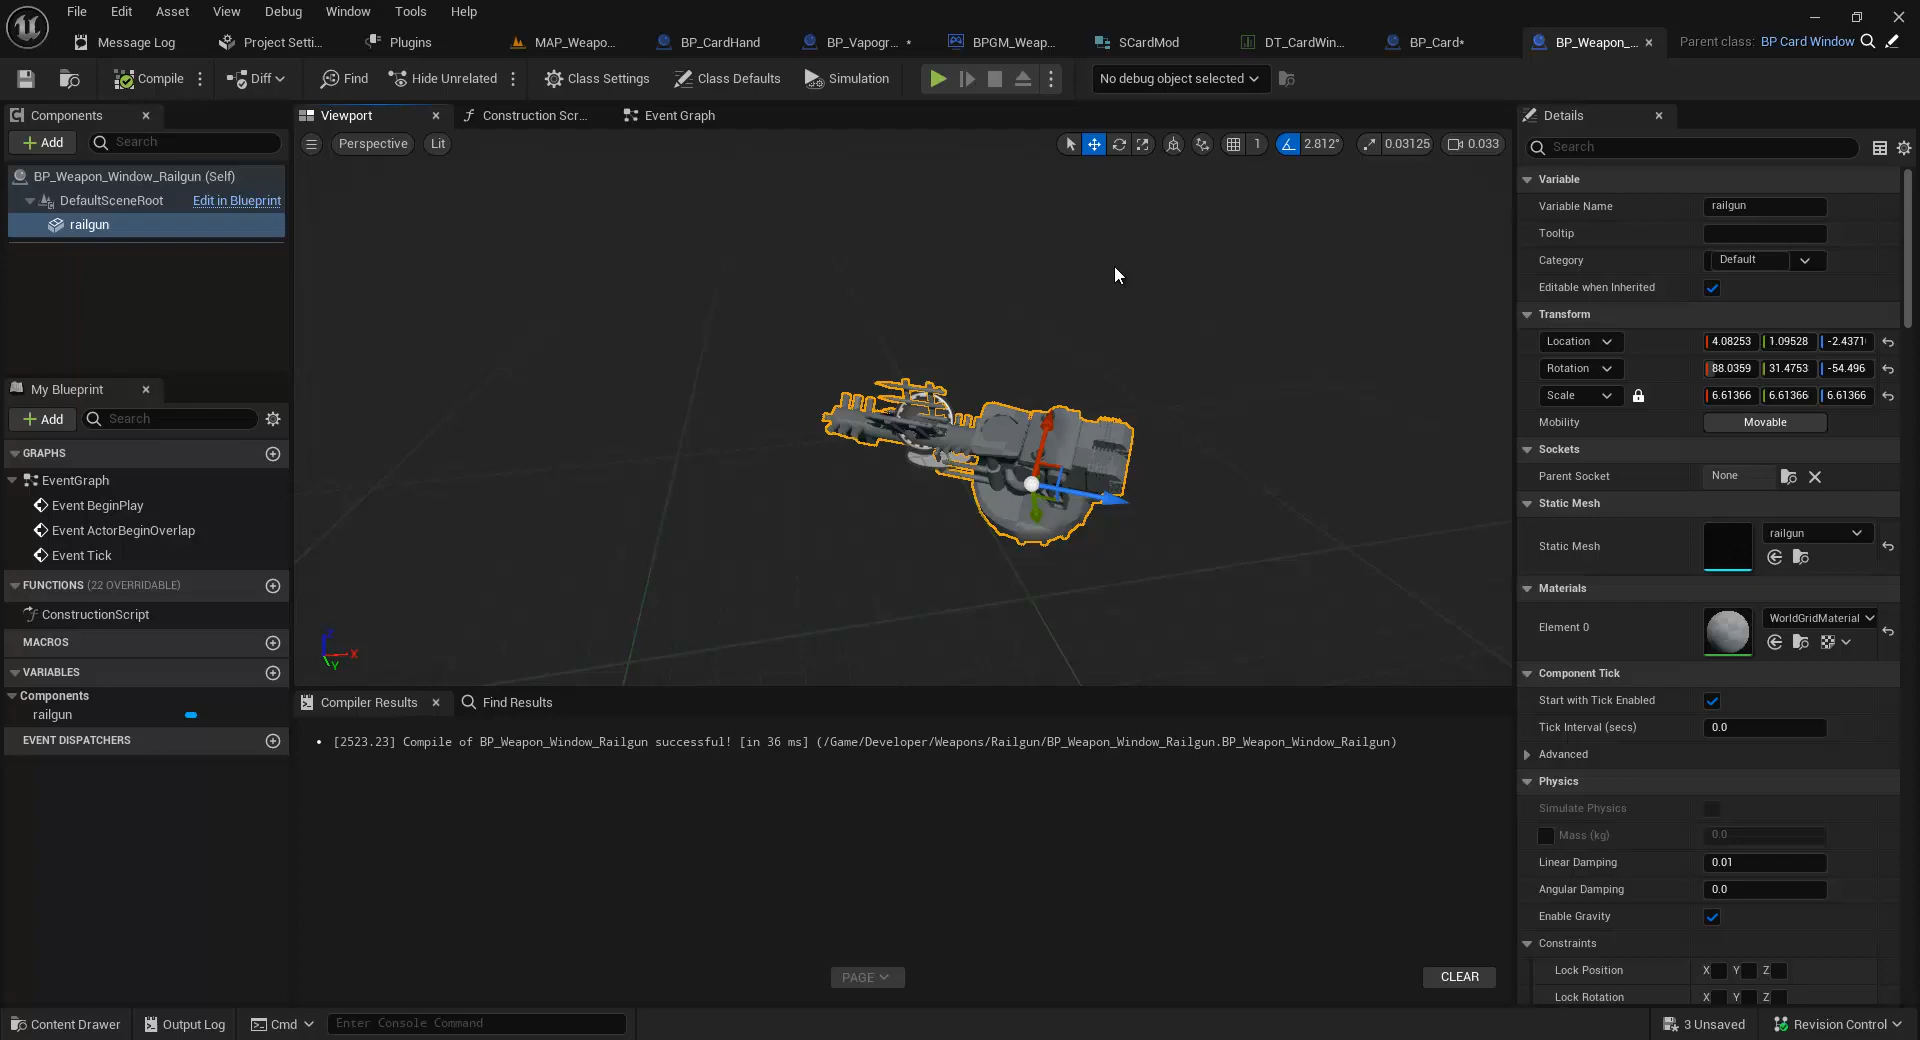 File Edit Asset View Debug Window Tools Help
Message Log Project Setti... Plugins MAP_Weapo... BP_CardHand BP_Vapogr... * BPGM_Weap... SCardMod DT_CardWin... BP_Card* BP_Weapon_... Parent class: BP Card Window
Compile Diff Find Hide Unrelated Class Settings Class Defaults Simulation No debug object selected
Components
Add Search
BP_Weapon_Window_Railgun (Self)
DefaultSceneRoot Edit in Blueprint
railgun
My Blueprint
Add Search
GRAPHS
EventGraph
Event BeginPlay
Event ActorBeginOverlap
Event Tick
FUNCTIONS (22 OVERRIDABLE)
ConstructionScript
MACROS
VARIABLES
Components
railgun
EVENT DISPATCHERS
Viewport Construction Scr... Event Graph
Perspective Lit 1 2.812° 0.03125 0.033
Z
X
Y
Compiler Results Find Results
• [2523.23] Compile of BP_Weapon_Window_Railgun successful! [in 36 ms] (/Game/Developer/Weapons/Railgun/BP_Weapon_Window_Railgun.BP_Weapon_Window_Railgun)
PAGE CLEAR
Details
Search
Variable
Variable Name railgun
Tooltip
Category Default
Editable when Inherited
Transform
Location 4.08253 1.09528 -2.4371
Rotation 88.0359 31.4753 -54.496
Scale 6.61366 6.61366 6.61366
Mobility Movable
Sockets
Parent Socket None
Static Mesh
Static Mesh railgun
Materials
Element 0 WorldGridMaterial
Component Tick
Start with Tick Enabled
Tick Interval (secs) 0.0
Advanced
Physics
Simulate Physics
Mass (kg) 0.0
Linear Damping 0.01
Angular Damping 0.0
Enable Gravity
Constraints
Lock Position X Y Z
Lock Rotation X Y Z
Content Drawer Output Log Cmd Enter Console Command 3 Unsaved Revision Control